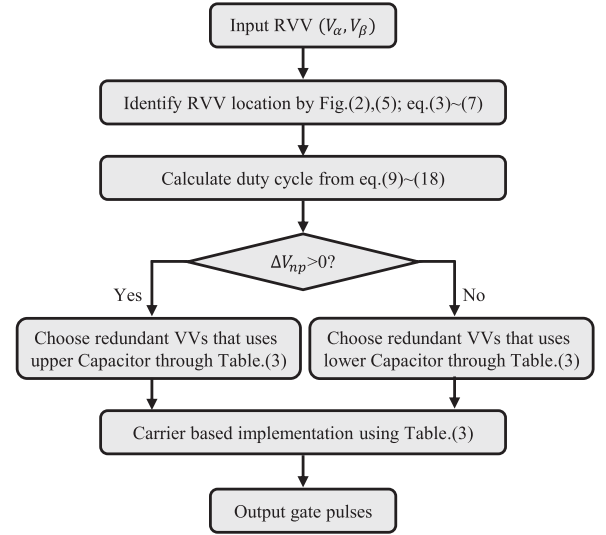 Input RVV (Vα,Vβ)
Identify RVV location by Fig.(2),(5); eq.(3)~(7)
Calculate duty cycle from eq.(9)~(18)
ΔVnp>0?
Yes
No
Choose redundant VVs that uses
upper Capacitor through Table.(3)
Choose redundant VVs that uses
lower Capacitor through Table.(3)
Carrier based implementation using Table.(3)
Output gate pulses